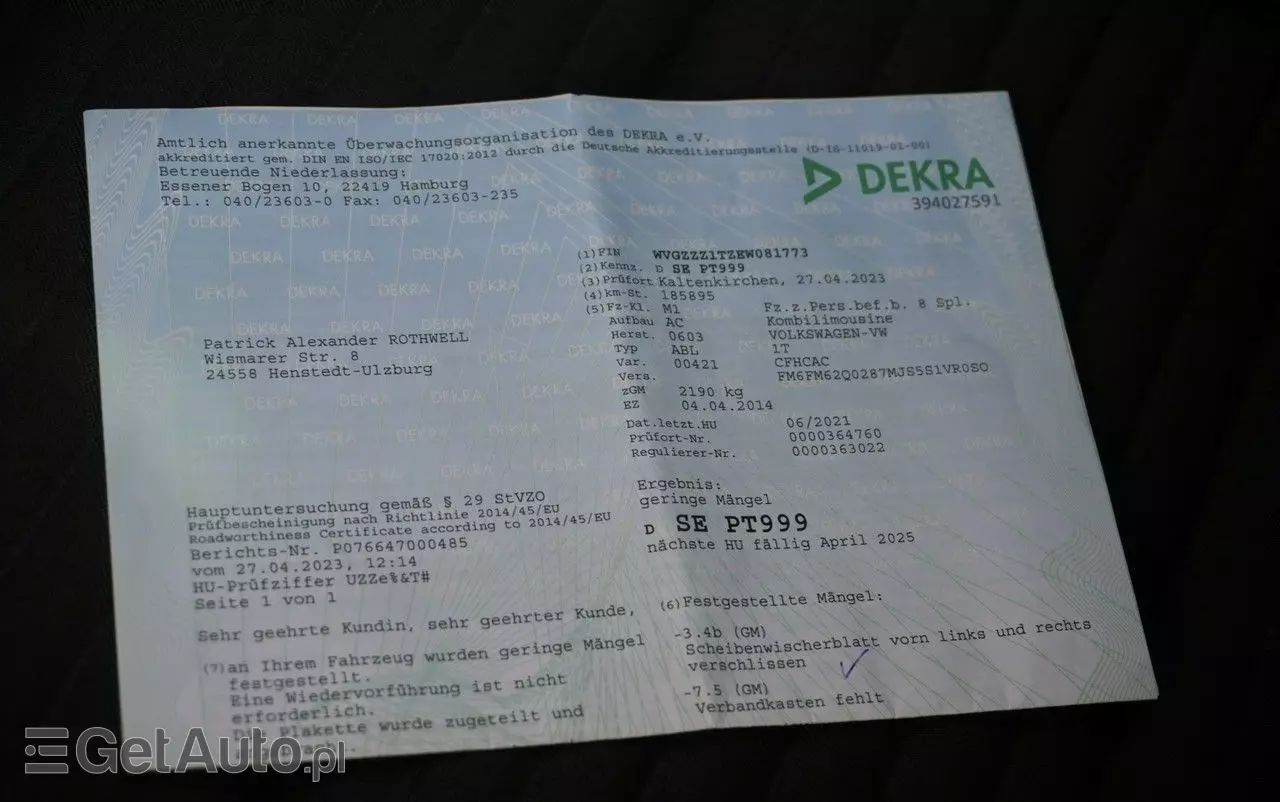 Amtlich anerkannte Überwachungsorganisation des DEKRA e.V.
akkreditiert gem. DIN EN ISO/IEC 17020:2012 durch die Deutsche Akkreditierungsstelle (D-IS-11019-01-00)
Betreuende Niederlassung:
Essener Bogen 10, 22419 Hamburg
Tel.: 040/23603-0 Fax: 040/23603-235
DEKRA
394027591
(1) FIN WVGZZZ1TZEW081773
(2) Kennz. D SE PT999
(3) Prüfort Kaltenkirchen, 27.04.2023
(4) km-St. 185895
(5) Fz-Kl. M1 Fz.z.Pers.bef.b. 8 Spl.
Aufbau AC Kombilimousine
Herst. 0603 VOLKSWAGEN-VW
Typ ABL 1T
Var. 00421 CFHCAC
Vers. FM6FM62Q0287MJS5S1VR0SO
zGM 2190 kg
EZ 04.04.2014
Dat.letzt.HU 06/2021
Prüfort-Nr. 0000364760
Regulierer-Nr. 0000363022
Patrick Alexander ROTHWELL
Wismarer Str. 8
24558 Henstedt-Ulzburg
Hauptuntersuchung gemäß § 29 StVZO
Prüfbescheinigung nach Richtlinie 2014/45/EU
Roadworthiness Certificate according to 2014/45/EU
Berichts-Nr. P076647000485
vom 27.04.2023, 12:14
HU-Prüfziffer UZZe%&T#
Seite 1 von 1
Ergebnis:
geringe Mängel
D SE PT999
nächste HU fällig April 2025
Sehr geehrte Kundin, sehr geehrter Kunde,
(7) an Ihrem Fahrzeug wurden geringe Mängel
festgestellt.
Eine Wiedervorführung ist nicht
erforderlich.
Die Plakette wurde zugeteilt und
(6) Festgestellte Mängel:
-3.4b (GM)
Scheibenwischerblatt vorn links und rechts
verschlissen
-7.5 (GM)
Verbandkasten fehlt
GetAuto.pl